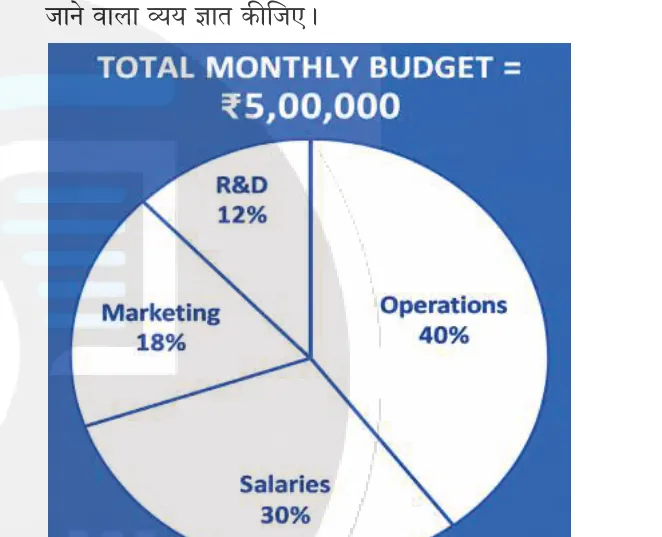 जाने वाला व्यय ज्ञात कीजिए।
TOTAL MONTHLY BUDGET =
₹5,00,000
R&D
12%
Operations
40%
Marketing
18%
Salaries
30%